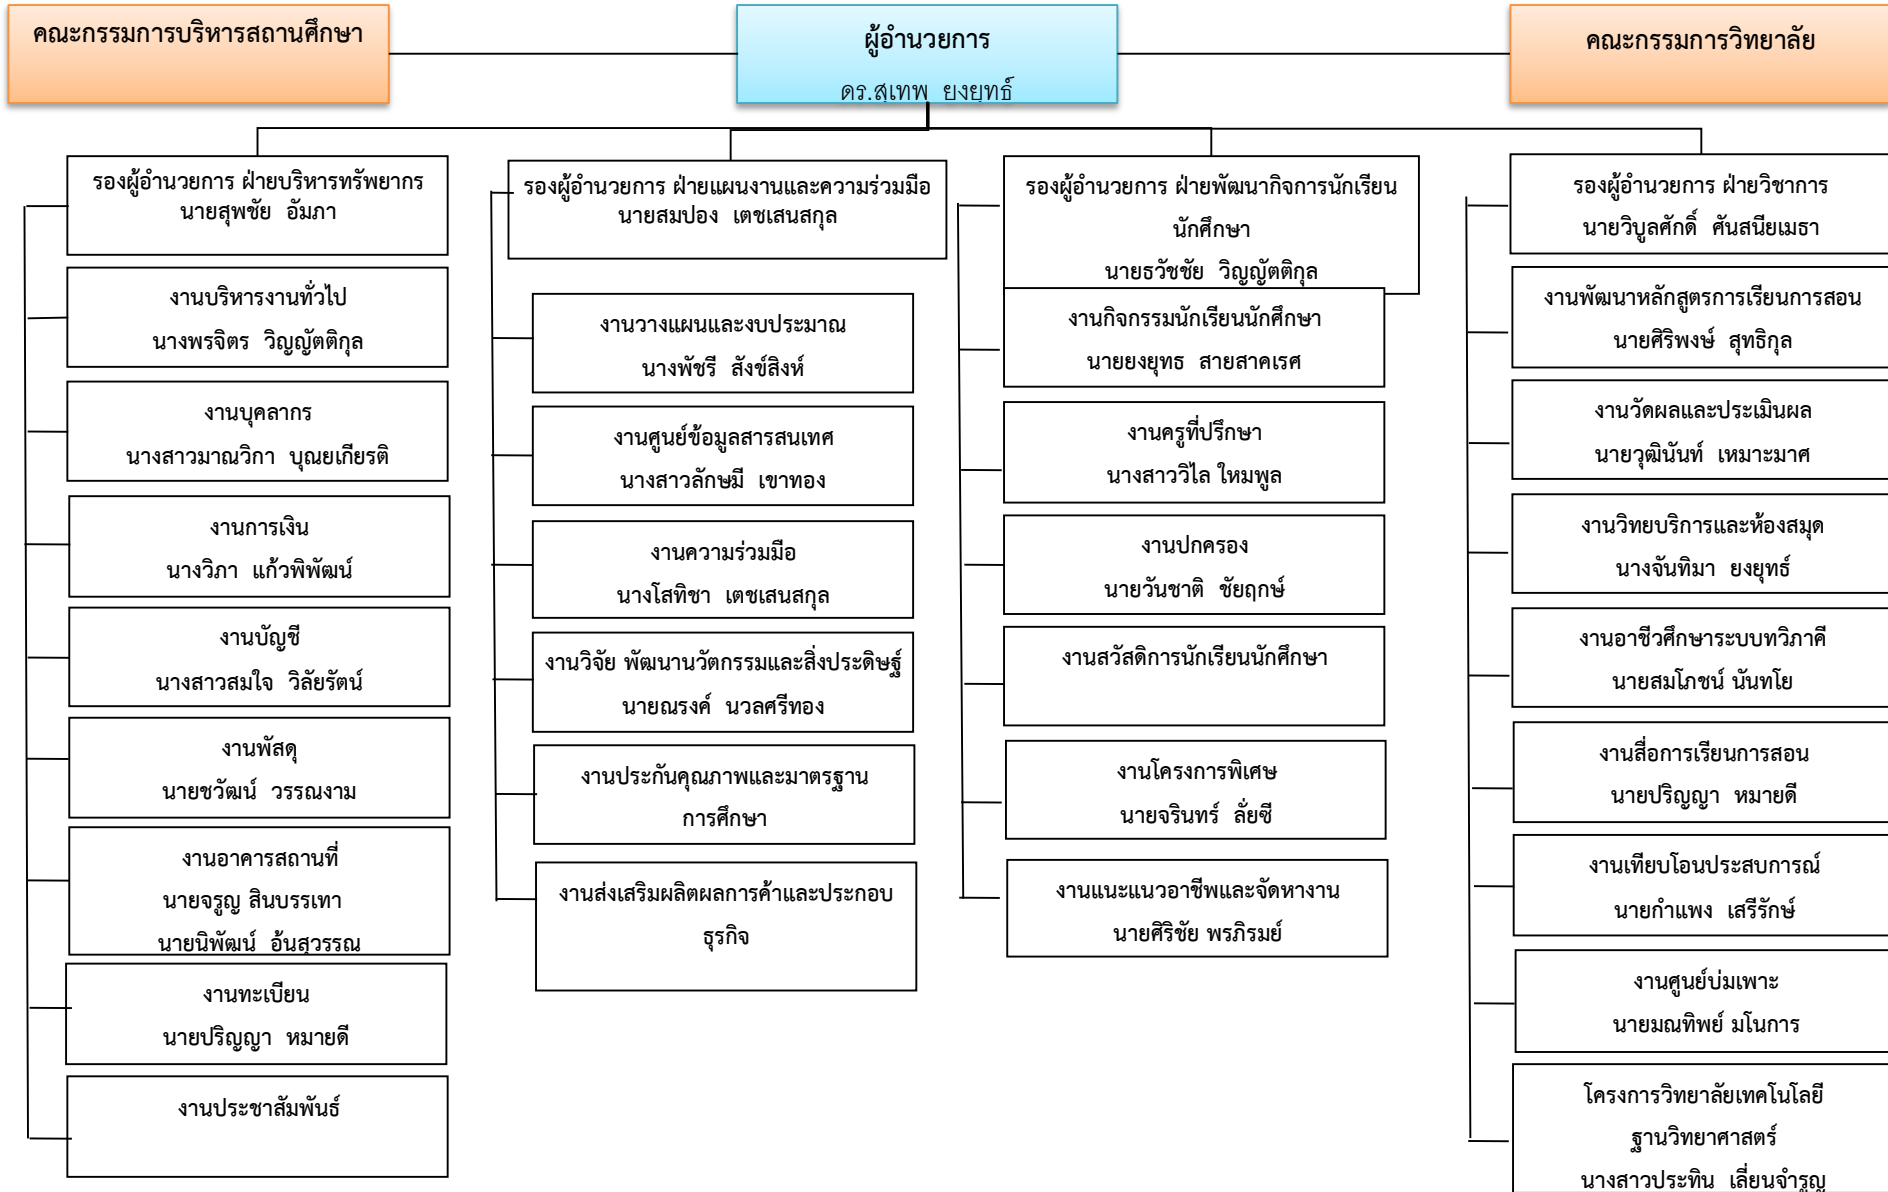 คณะกรรมการบริหารสถานศึกษา
ผู้อำนวยการ
ดร.สุเทพ ยงยุทธ์
คณะกรรมการวิทยาลัย
รองผู้อำนวยการ ฝ่ายบริหารทรัพยากร
นายสุพชัย อัมภา
งานบริหารงานทั่วไป
นางพรจิตร วิญญัตติกุล
งานบุคลากร
นางสาวมาณวิกา บุณยเกียรติ
งานการเงิน
นางวิภา แก้วพิพัฒน์
งานบัญชี
นางสาวสมใจ วิลัยรัตน์
งานพัสดุ
นายชวัฒน์ วรรณงาม
งานอาคารสถานที่
นายจรูญ สินบรรเทา
นายนิพัฒน์ อ้นสุวรรณ
งานทะเบียน
นายปริญญา หมายดี
งานประชาสัมพันธ์
รองผู้อำนวยการ ฝ่ายแผนงานและความร่วมมือ
นายสมปอง เตชเสนสกุล
งานวางแผนและงบประมาณ
นางพัชรี สังข์สิงห์
งานศูนย์ข้อมูลสารสนเทศ
นางสาวลักษมี เขาทอง
งานความร่วมมือ
นางโสทิชา เตชเสนสกุล
งานวิจัย พัฒนานวัตกรรมและสิ่งประดิษฐ์
นายณรงค์ นวลศรีทอง
งานประกันคุณภาพและมาตรฐาน
การศึกษา
งานส่งเสริมผลิตผลการค้าและประกอบ
ธุรกิจ
รองผู้อำนวยการ ฝ่ายพัฒนากิจการนักเรียน
นักศึกษา
นายธวัชชัย วิญญัตติกุล
งานกิจกรรมนักเรียนนักศึกษา
นายยงยุทธ สายสาคเรศ
งานครูที่ปรึกษา
นางสาววิไล ใหมพูล
งานปกครอง
นายวันชาติ ชัยฤกษ์
งานสวัสดิการนักเรียนนักศึกษา
งานโครงการพิเศษ
นายจรินทร์ ลั่ยซี
งานแนะแนวอาชีพและจัดหางาน
นายศิริชัย พรภิรมย์
รองผู้อำนวยการ ฝ่ายวิชาการ
นายวิบูลศักดิ์ ศันสนียเมธา
งานพัฒนาหลักสูตรการเรียนการสอน
นายศิริพงษ์ สุทธิกุล
งานวัดผลและประเมินผล
นายวุฒินันท์ เหมาะมาศ
งานวิทยบริการและห้องสมุด
นางจันทิมา ยงยุทธ์
งานอาชีวศึกษาระบบทวิภาคี
นายสมโภชน์ นันทโย
งานสื่อการเรียนการสอน
นายปริญญา หมายดี
งานเทียบโอนประสบการณ์
นายกำแพง เสรีรักษ์
งานศูนย์บ่มเพาะ
นายมณทิพย์ มโนการ
โครงการวิทยาลัยเทคโนโลยี
ฐานวิทยาศาสตร์
นางสาวประทิน เลี่ยนจำรูญ